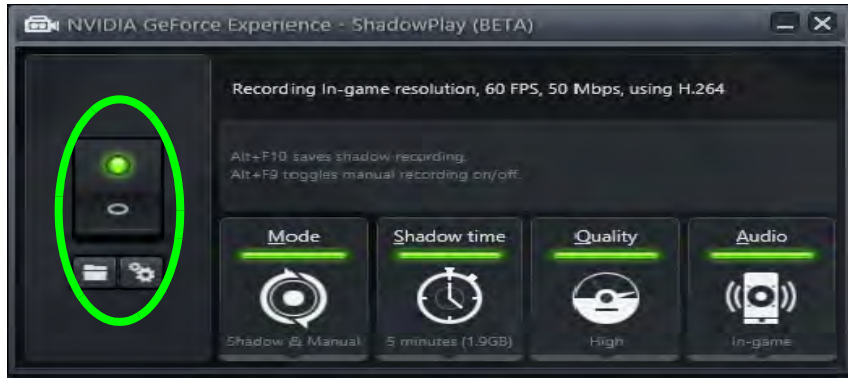 NVIDIA GeForce Experience - ShadowPlay (BETA)
Recording In-game resolution, 60 FPS, 50 Mbps, using H.264
Alt+F10 saves shadow recording.
Alt+F9 toggles manual recording on/off.
Mode
Shadow time
Quality
Audio
Shadow & Manual
5 minutes (1.9GB)
High
In-game